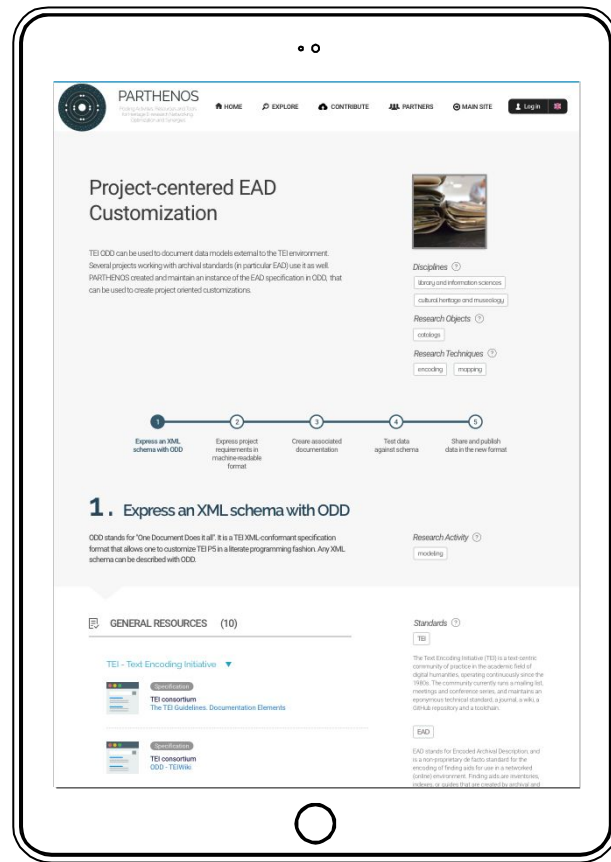 PARTHENOS
Pooling Activities, Resources and Tools
for Heritage E-research Networking,
Optimization and Synergies
HOME
EXPLORE
CONTRIBUTE
PARTNERS
MAIN SITE
Log in
Project-centered EAD
Customization
TEI ODD can be used to document data models external to the TEI environment.
Several projects working with archival standards (in particular EAD) use it as well.
PARTHENOS created and maintain an instance of the EAD specification in ODD, that
can be used to create project oriented customizations.
Disciplines ?
library and information sciences
cultural heritage and museology
Research Objects ?
catalogs
Research Techniques ?
encoding mapping
1 2 3 4 5
Express an XML
schema with ODD
Express project
requirements in
machine-readable
format
Create associated
documentation
Test data
against schema
Share and publish
data in the new format
1. Express an XML schema with ODD
ODD stands for "One Document Does it all". It is a TEI XML-conformant specification
format that allows one to customize TEI P5 in a literate programming fashion. Any XML
schema can be described with ODD.
Research Activity ?
modeling
GENERAL RESOURCES (10)
TEI - Text Encoding Initiative
Specification
TEI consortium
The TEI Guidelines. Documentation Elements
Specification
TEI consortium
ODD - TEIWiki
Standards ?
TEI
The Text Encoding Initiative (TEI) is a text-centric
community of practice in the academic field of
digital humanities, operating continuously since the
1980s. The community currently runs a mailing list,
meetings and conference series, and maintains an
eponymous technical standard, a journal, a wiki, a
GitHub repository and a toolchain.
EAD
EAD stands for Encoded Archival Description, and
is a non-proprietary de facto standard for the
encoding of finding aids for use in a networked
(online) environment. Finding aids are inventories,
indexes, or guides that are created by archival and